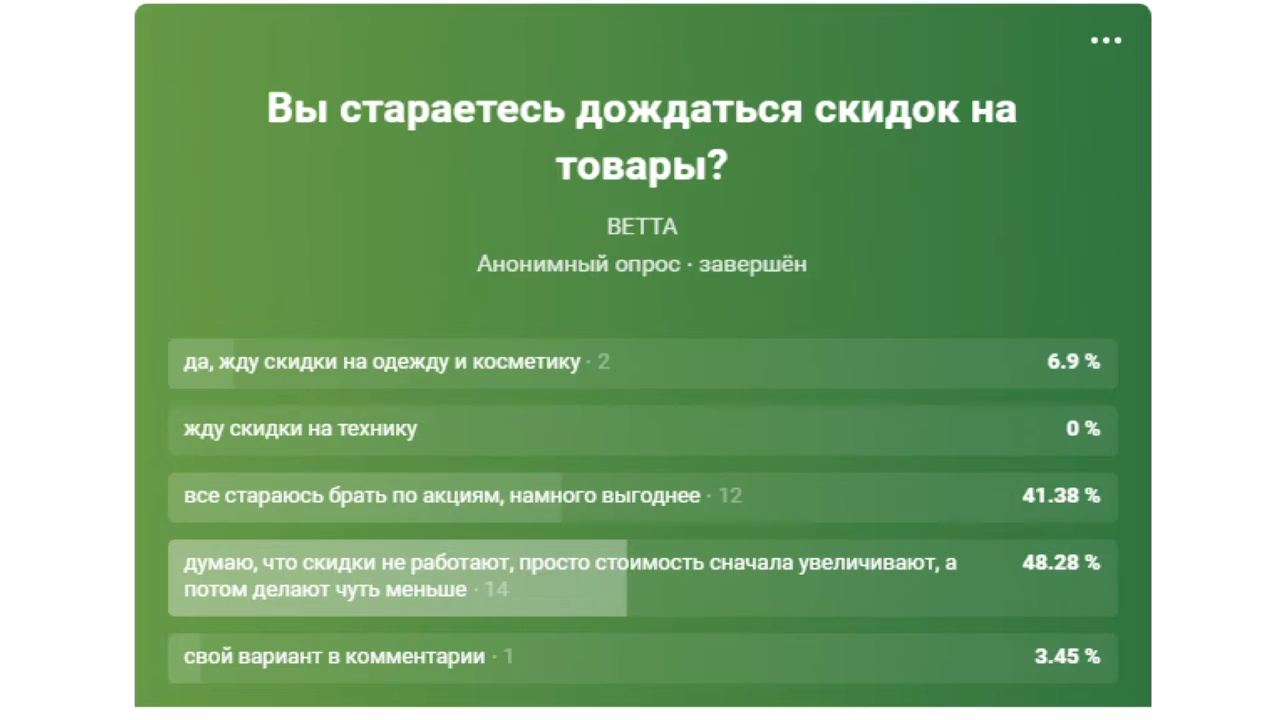 Вы стараетесь дождаться скидок на
товары?
ВЕТТА
Анонимный опрос · завершён
да, жду скидки на одежду и косметику · 2 6.9 %
жду скидки на технику 0 %
все стараюсь брать по акциям, намного выгоднее · 12 41.38 %
думаю, что скидки не работают, просто стоимость сначала увеличивают, а 48.28 %
потом делают чуть меньше · 14
свой вариант в комментарии · 1 3.45 %